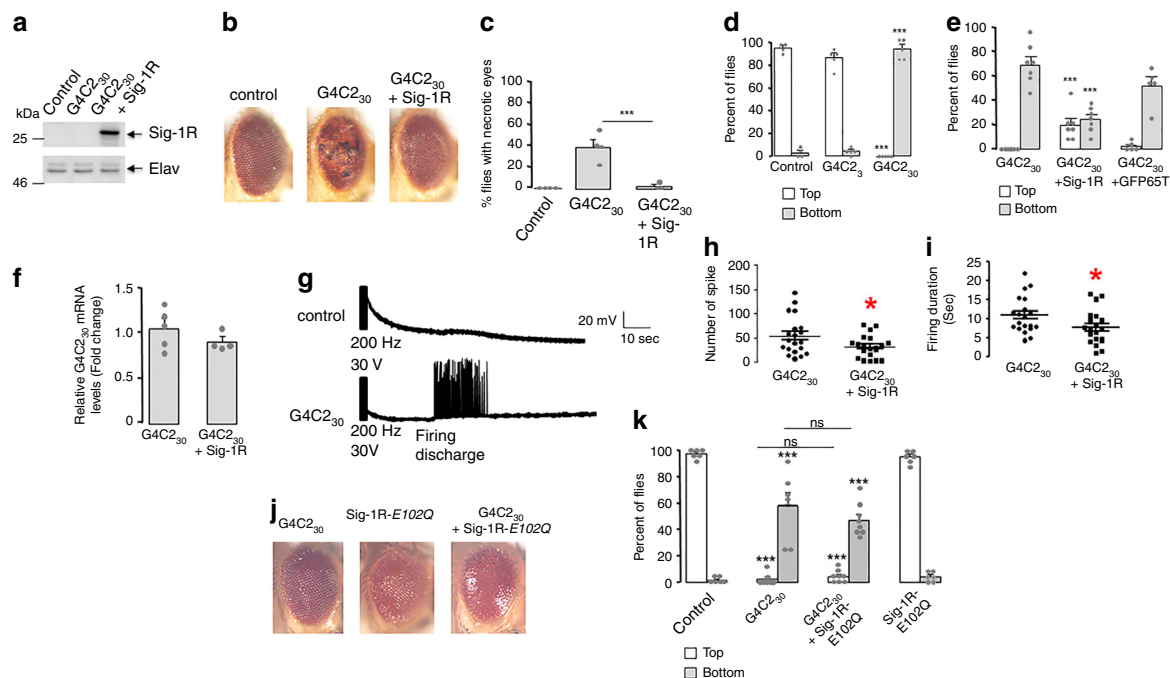 a
Control
G4C2₃₀
G4C2₃₀
+ Sig-1R
kDa
25
Sig-1R
Elav
46
b
control
G4C2₃₀
G4C2₃₀
+ Sig-1R
c
% flies with necrotic eyes
100
80
60
40
20
0
***
Control
G4C2₃₀
G4C2₃₀
+ Sig-
1R
d
Percent of flies
100
80
60
40
20
0
***
***
Control
G4C2₃
G4C2₃₀
Top
Bottom
e
Percent of flies
100
80
60
40
20
0
***
***
G4C2₃₀
G4C2₃₀
+Sig-1R
G4C2₃₀
+GFP65T
Top
Bottom
f
Relative G4C2₃₀ mRNA
levels (Fold change)
1.5
1.0
0.5
0
G4C2₃₀
G4C2₃₀
+ Sig-1R
g
control
200 Hz
30 V
20 mV
10 sec
G4C2₃₀
200 Hz
30V
Firing
discharge
h
Number of spike
200
150
100
50
0
*
G4C2₃₀
G4C2₃₀
+ Sig-1R
i
Firing duration
(Sec)
25
20
15
10
5
0
*
G4C2₃₀
G4C2₃₀
+ Sig-1R
j
G4C2₃₀
Sig-1R-E102Q
G4C2₃₀
+ Sig-1R-E102Q
k
Percent of flies
100
80
60
40
20
0
ns
ns
***
***
***
***
Control
G4C2₃₀
G4C2₃₀
+ Sig-1R-
E102Q
Sig-1R-
E102Q
Top
Bottom